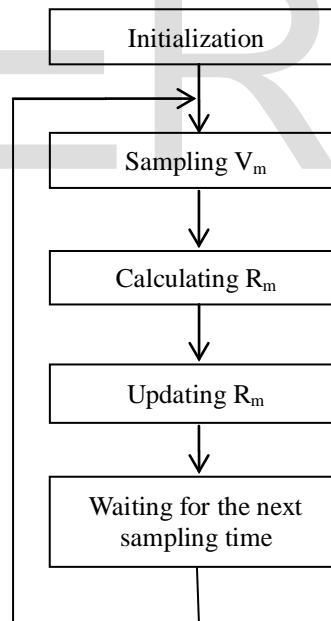 Initialization
Sampling Vₘ
Calculating Rₘ
Updating Rₘ
Waiting for the next
sampling time